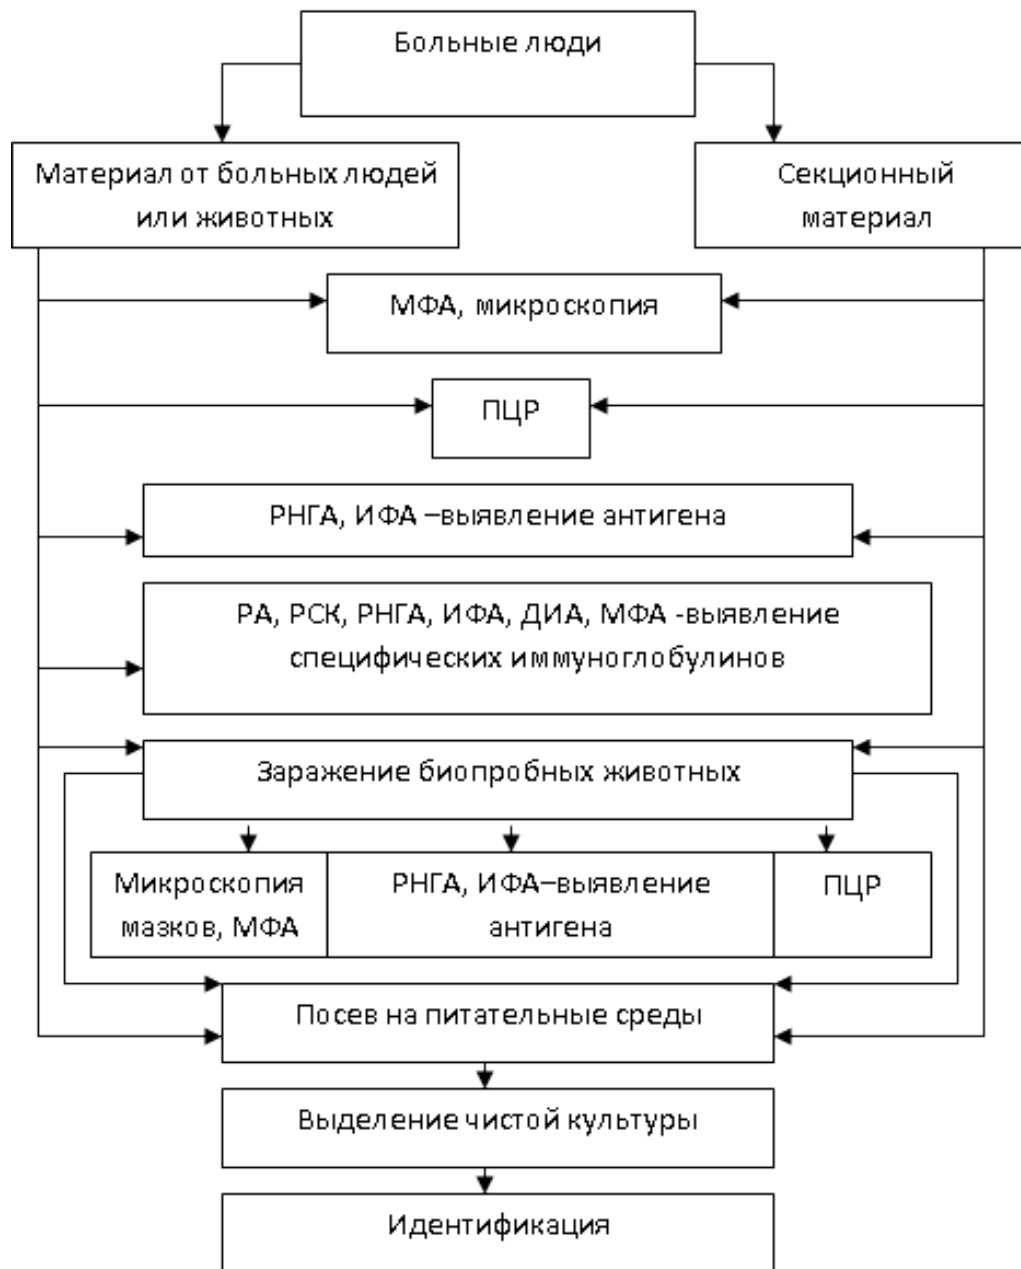 Больные люди
Материал от больных людей
или животных
Секционный
материал
МФА, микроскопия
ПЦР
РНГА, ИФА –выявление антигена
РА, РСК, РНГА, ИФА, ДИА, МФА -выявление
специфических иммуноглобулинов
Заражение биопробных животных
Микроскопия
мазков, МФА
РНГА, ИФА–выявление
антигена
ПЦР
Посев на питательные среды
Выделение чистой культуры
Идентификация